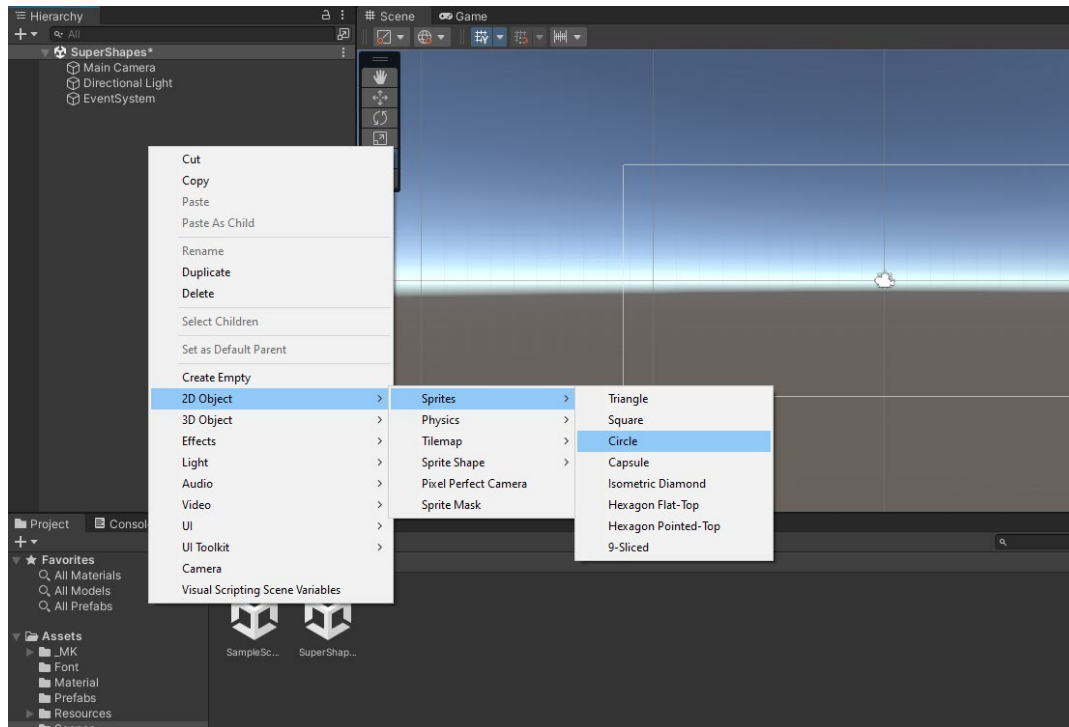 Hierarchy
All
SuperShapes*
Main Camera
Directional Light
EventSystem
Scene
Game
Cut
Copy
Paste
Paste As Child
Rename
Duplicate
Delete
Select Children
Set as Default Parent
Create Empty
2D Object
3D Object
Effects
Light
Audio
Video
UI
UI Toolkit
Camera
Visual Scripting Scene Variables
Sprites
Physics
Tilemap
Sprite Shape
Pixel Perfect Camera
Sprite Mask
Triangle
Square
Circle
Capsule
Isometric Diamond
Hexagon Flat-Top
Hexagon Pointed-Top
9-Sliced
Project
Consol
Favorites
All Materials
All Models
All Prefabs
Assets
_MK
Font
Material
Prefabs
Resources
SampleSc...
SuperShap...